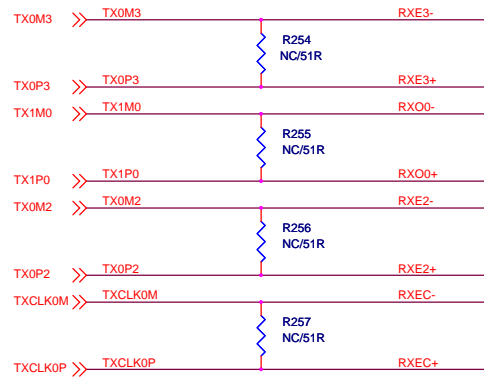 TX0M3 TX0M3 RXE3-
R254
NC/51R
TX0P3 TX0P3 RXE3+
TX1M0 TX1M0 RXO0-
R255
NC/51R
TX1P0 TX1P0 RXO0+
TX0M2 TX0M2 RXE2-
R256
NC/51R
TX0P2 TX0P2 RXE2+
TXCLK0M TXCLK0M RXEC-
R257
NC/51R
TXCLK0P TXCLK0P RXEC+